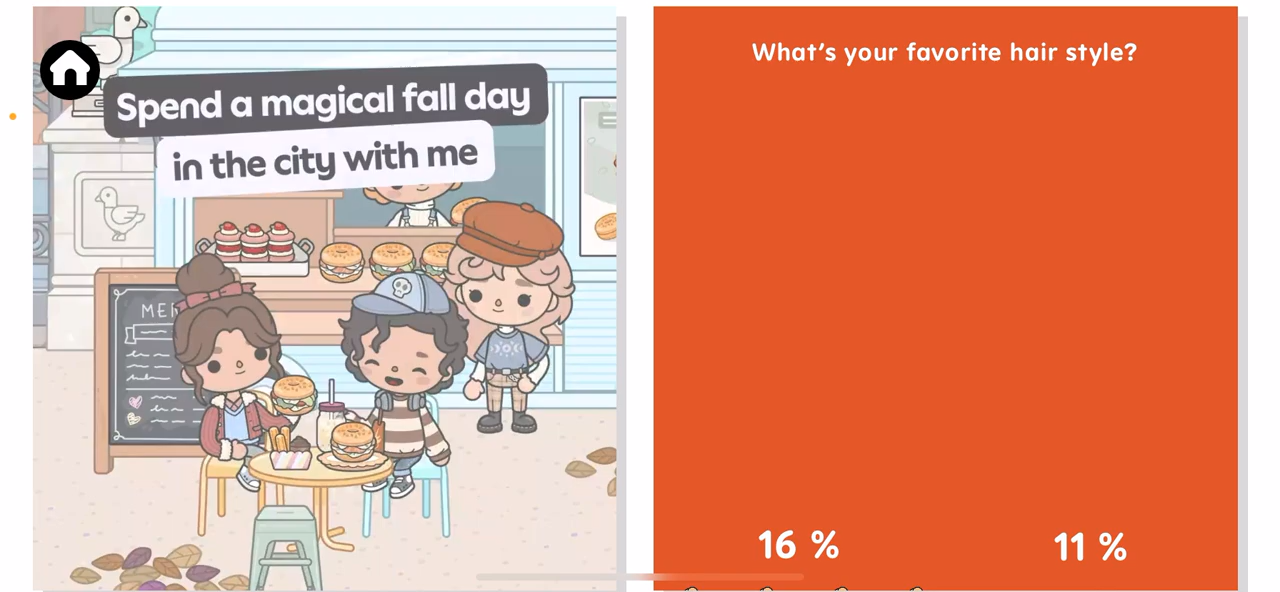 Spend a magical fall day
in the city with me
What's your favorite hair style?
16 %
11 %